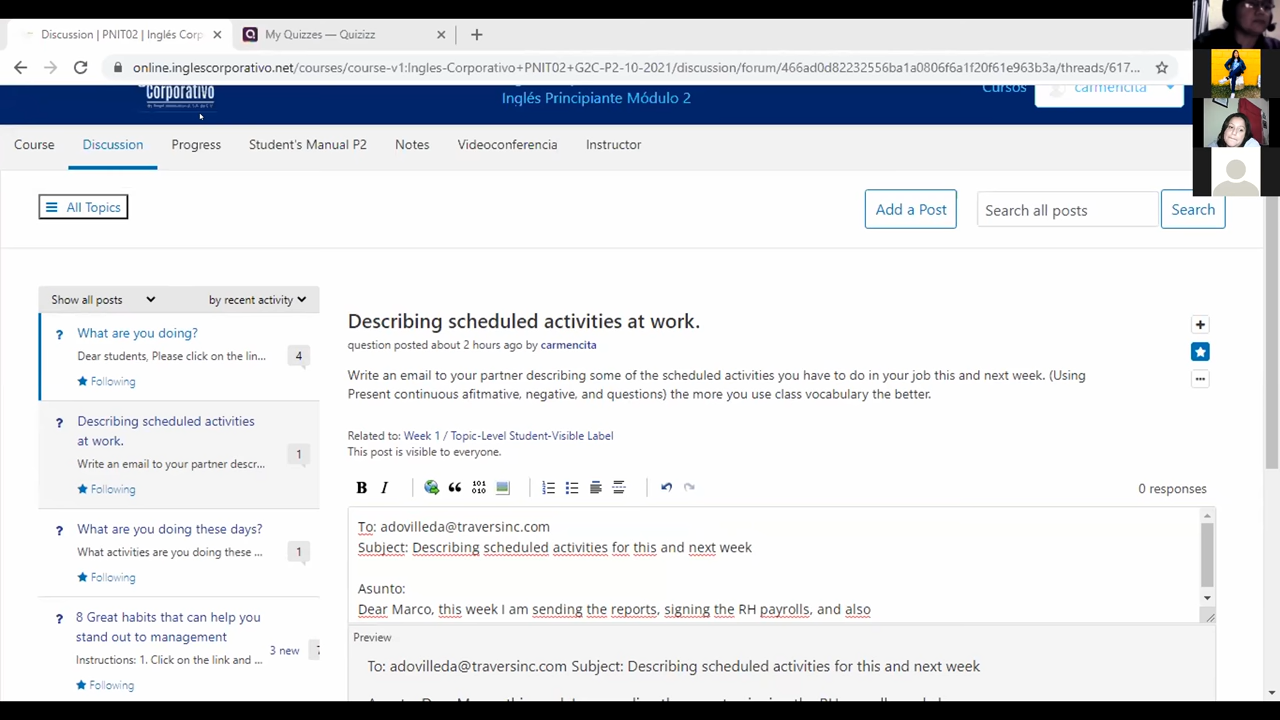 Discussion | PNIT02 | Inglés Corp
My Quizzes — Quizizz
online.inglescorporativo.net/courses/course-v1:Ingles-Corporativo+PNIT02+G2C-P2-10-2021/discussion/forum/466ad0d82232556ba1a0806f6a1f20f61e963b3a/threads/617...
Corporativo
Inglés Principiante Módulo 2
Cursos
carmencita
Course
Discussion
Progress
Student's Manual P2
Notes
Videoconferencia
Instructor
All Topics
Add a Post
Search all posts
Search
Show all posts
by recent activity
What are you doing?
Dear students, Please click on the lin...
4
Following
Describing scheduled activities
at work.
Write an email to your partner descr...
1
Following
What are you doing these days?
What activities are you doing these ...
1
Following
8 Great habits that can help you
stand out to management
Instructions: 1. Click on the link and ...
3 new
Following
Describing scheduled activities at work.
question posted about 2 hours ago by carmencita
Write an email to your partner describing some of the scheduled activities you have to do in your job this and next week. (Using
Present continuous afitmative, negative, and questions) the more you use class vocabulary the better.
Related to: Week 1 / Topic-Level Student-Visible Label
This post is visible to everyone.
0 responses
To: adovilleda@traversinc.com
Subject: Describing scheduled activities for this and next week
Asunto:
Dear Marco, this week I am sending the reports, signing the RH payrolls, and also
Preview
To: adovilleda@traversinc.com Subject: Describing scheduled activities for this and next week